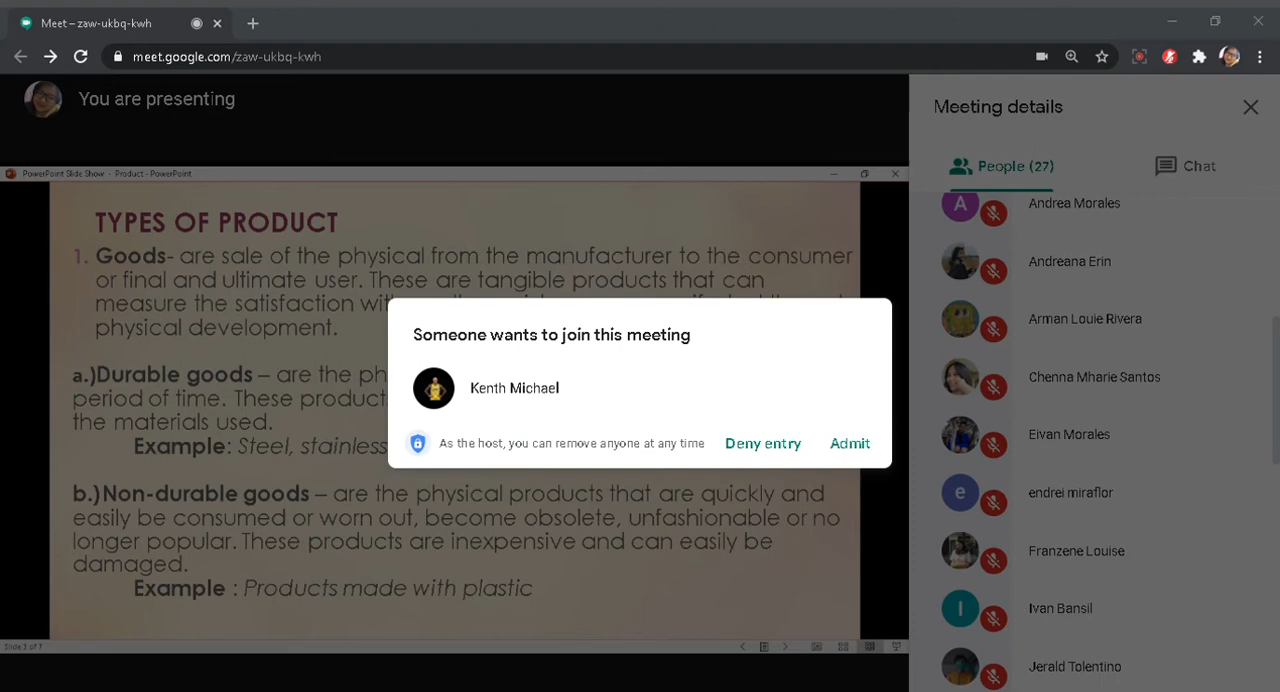 Meet – zaw-ukbq-kwh
meet.google.com/zaw-ukbq-kwh
You are presenting
PowerPoint Slide Show - Product - PowerPoint
TYPES OF PRODUCT
1. Goods- are sale of the physical from the manufacturer to the consumer
or final and ultimate user. These are tangible products that can
measure the satisfaction with
physical development.
a.)Durable goods – are the ph
period of time. These product
the materials used.
Example: Steel, stainless
b.)Non-durable goods – are the physical products that are quickly and
easily be consumed or worn out, become obsolete, unfashionable or no
longer popular. These products are inexpensive and can easily be
damaged.
Example : Products made with plastic
Slide 3 of 7
Someone wants to join this meeting
Kenth Michael
As the host, you can remove anyone at any time
Deny entry
Admit
Meeting details
People (27)
Chat
A
Andrea Morales
Andreana Erin
Arman Louie Rivera
Chenna Mharie Santos
Eivan Morales
e
endrei miraflor
Franzene Louise
I
Ivan Bansil
Jerald Tolentino